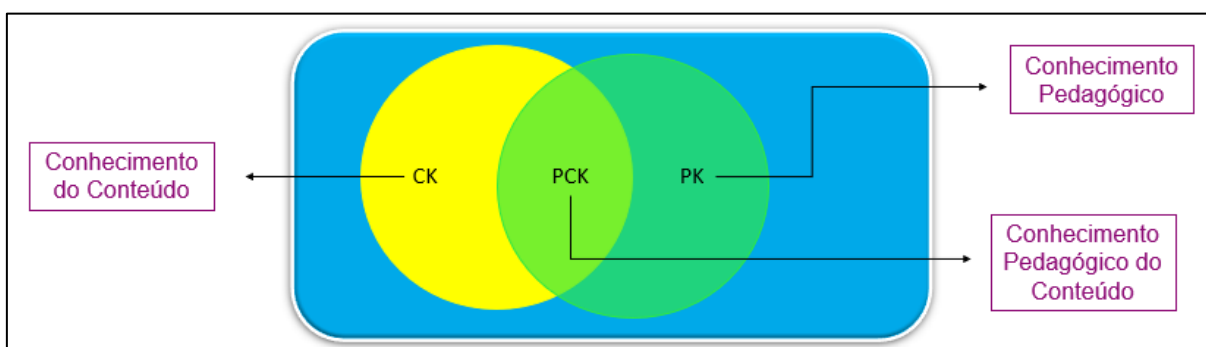 Conhecimento
do Conteúdo
CK
PCK
PK
Conhecimento
Pedagógico
Conhecimento
Pedagógico do
Conteúdo